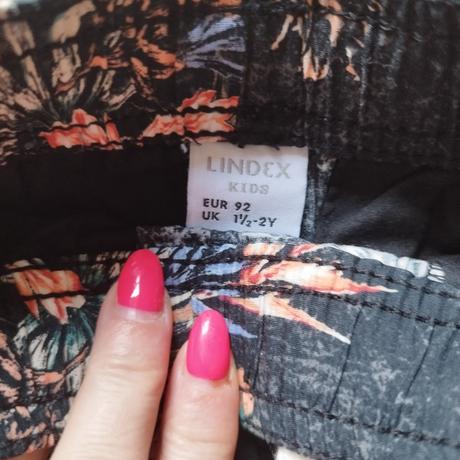 LINDEX
KIDS
EUR 92
UK 1½-2Y